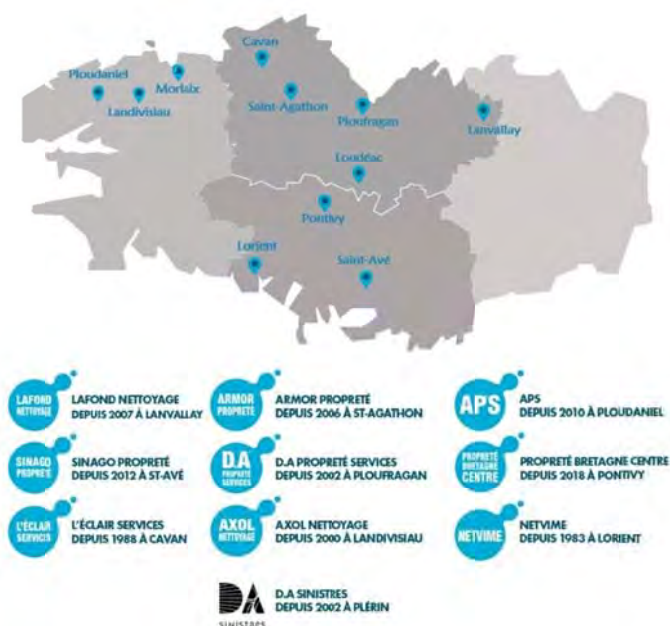 Cavan
Ploudaniel
Morlaix
Landivisiau
Saint-Agathon
Ploufragan
Lanvallay
Loudéac
Pontivy
Lorient
Saint-Avé
LAFOND
NETTOYAGE
LAFOND NETTOYAGE
DEPUIS 2007 À LANVALLAY
ARMOR
PROPRETÉ
ARMOR PROPRETÉ
DEPUIS 2006 À ST-AGATHON
APS
APS
DEPUIS 2010 À PLOUDANIEL
SINAGO
PROPRETÉ
SINAGO PROPRETÉ
DEPUIS 2012 À ST-AVÉ
D.A
PROPRETÉ
SERVICES
D.A PROPRETÉ SERVICES
DEPUIS 2002 À PLOUFRAGAN
PROPRETÉ
BRETAGNE
CENTRE
PROPRETÉ BRETAGNE CENTRE
DEPUIS 2018 À PONTIVY
L'ÉCLAIR
SERVICES
L'ÉCLAIR SERVICES
DEPUIS 1988 À CAVAN
AXOL
NETTOYAGE
AXOL NETTOYAGE
DEPUIS 2000 À LANDIVISIAU
NETVIME
NETVIME
DEPUIS 1983 À LORIENT
DA
SINISTRES
D.A SINISTRES
DEPUIS 2002 À PLÉRIN